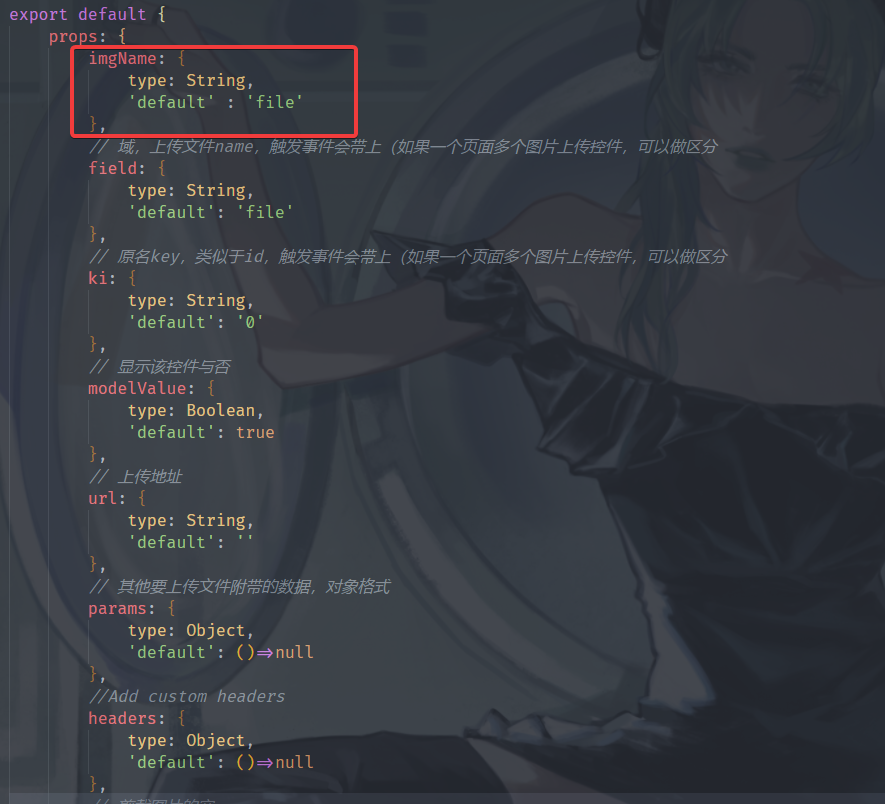 export default {
props: {
imgName: {
type: String,
'default' : 'file'
},
// 域，上传文件name，触发事件会带上（如果一个页面多个图片上传控件，可以做区分
field: {
type: String,
'default': 'file'
},
// 原名key，类似于id，触发事件会带上（如果一个页面多个图片上传控件，可以做区分
ki: {
type: String,
'default': '0'
},
// 显示该控件与否
modelValue: {
type: Boolean,
'default': true
},
// 上传地址
url: {
type: String,
'default': ''
},
// 其他要上传文件附带的数据，对象格式
params: {
type: Object,
'default': ()=>null
},
//Add custom headers
headers: {
type: Object,
'default': ()=>null
},